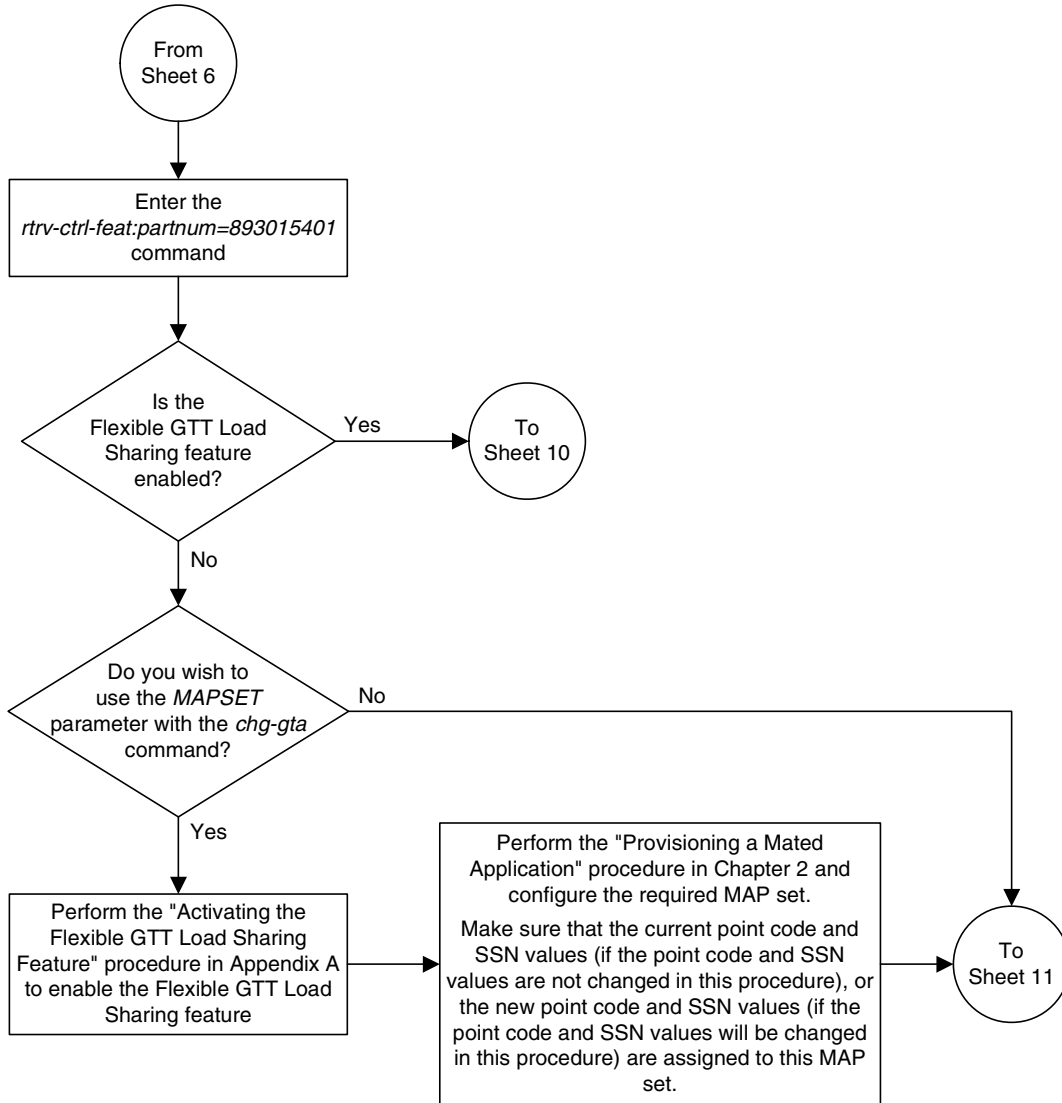 From
Sheet 6
Enter the
rtrv-ctrl-feat:partnum=893015401
command
Is the
Flexible GTT Load
Sharing feature
enabled?
Yes
To
Sheet 10
No
Do you wish to
use the MAPSET
parameter with the chg-gta
command?
No
Yes
Perform the "Activating the
Flexible GTT Load Sharing
Feature" procedure in Appendix A
to enable the Flexible GTT Load
Sharing feature
Perform the "Provisioning a Mated
Application" procedure in Chapter 2 and
configure the required MAP set.
Make sure that the current point code and
SSN values (if the point code and SSN
values are not changed in this procedure), or
the new point code and SSN values (if the
point code and SSN values will be changed
in this procedure) are assigned to this MAP
set.
To
Sheet 11